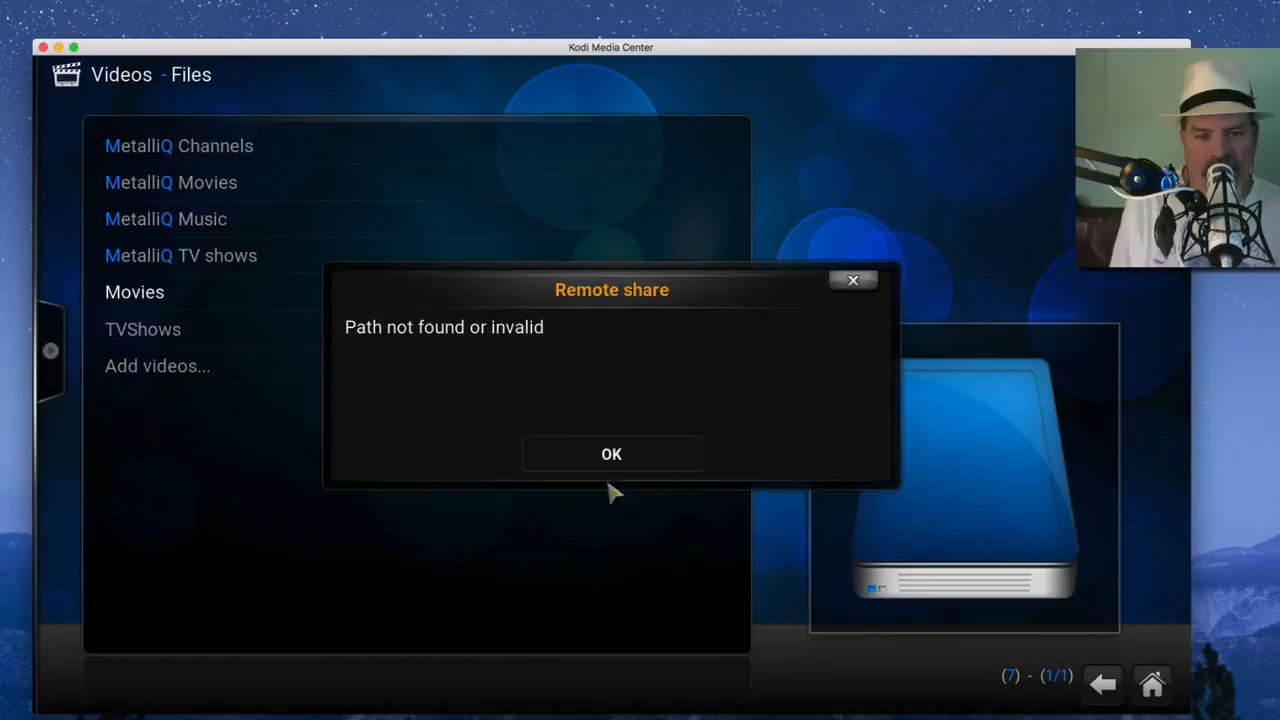 Kodi Media Center
Videos - Files
MetalliQ Channels
MetalliQ Movies
MetalliQ Music
MetalliQ TV shows
Movies
TVShows
Add videos...
Remote share
Path not found or invalid
OK
(7) - (1/1)